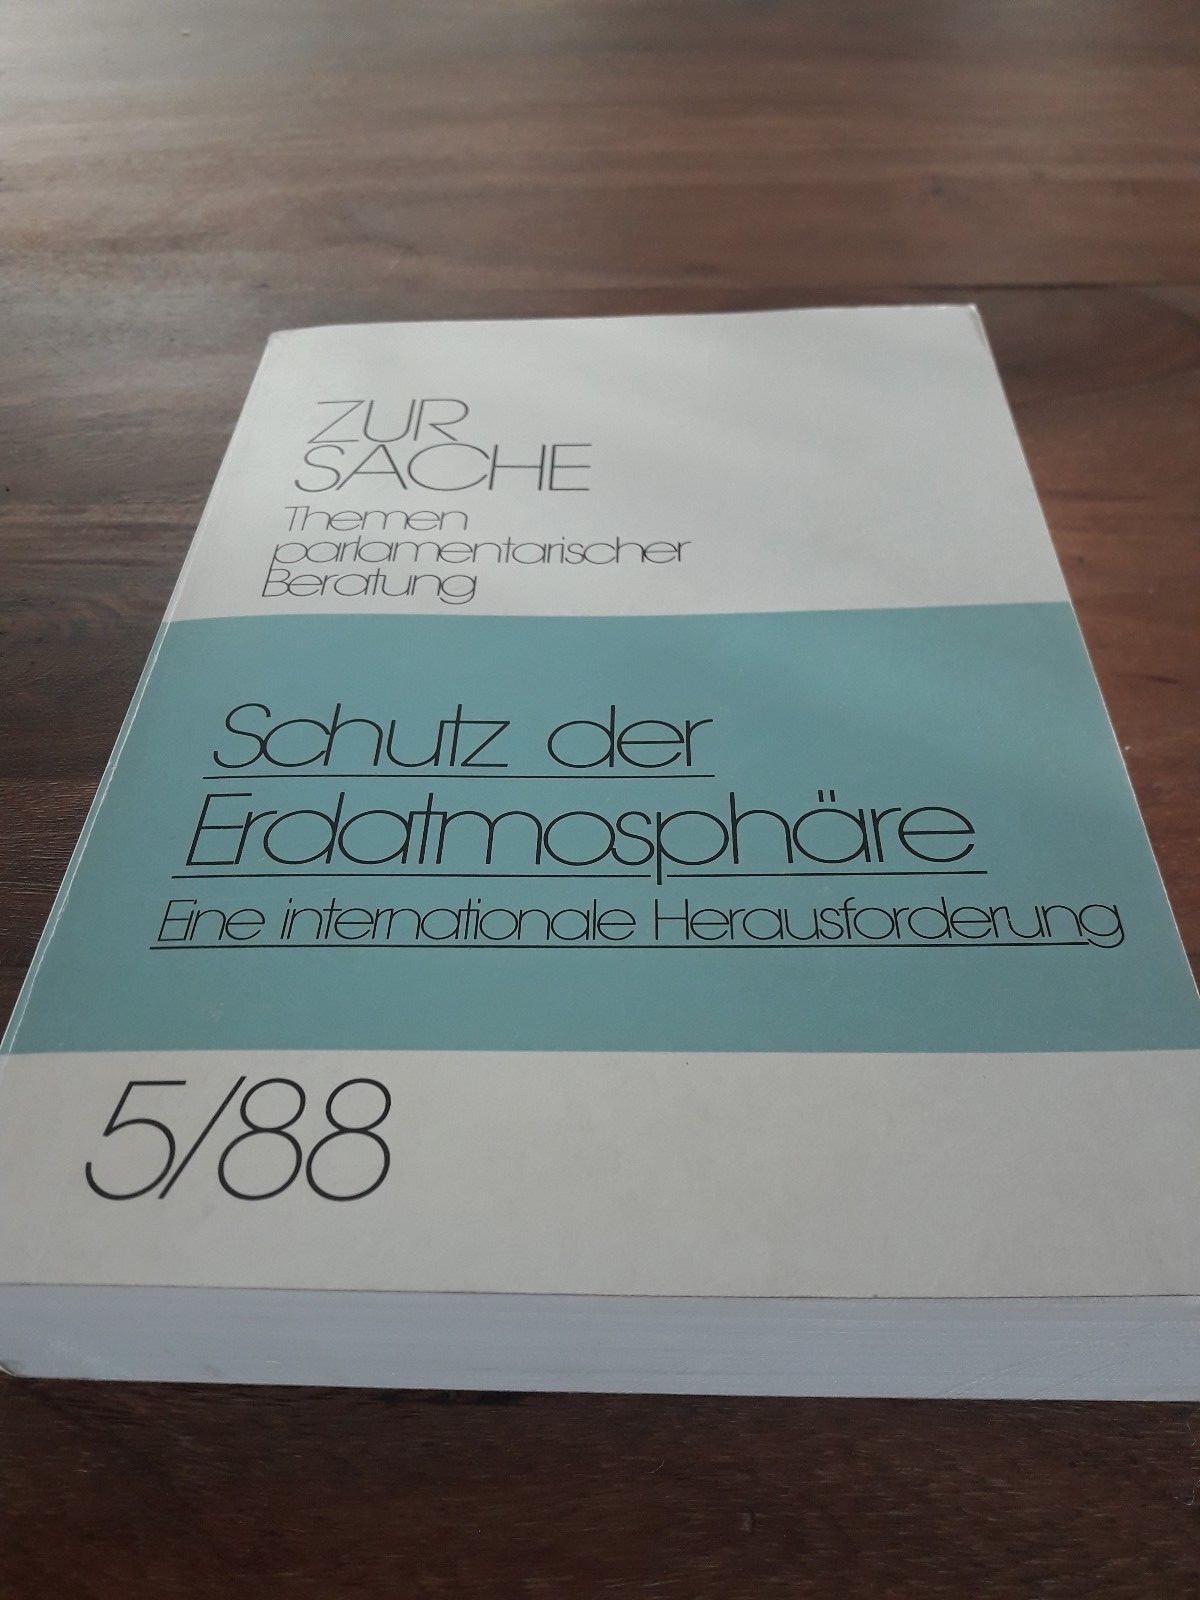 ZUR
SACHE
Themen
parlamentarischer
Beratung
Schutz der
Erdatmosphäre
Eine internationale Herausforderung
5/88